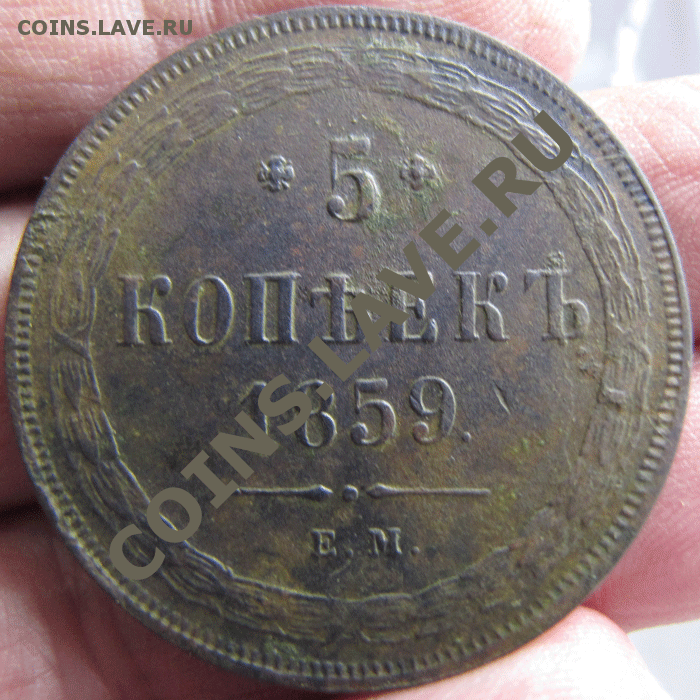 COINS.LAVE.RU
* 5 *
КОПѢЕКЪ
1859.
Е.М.
COINS.LAVE.RU